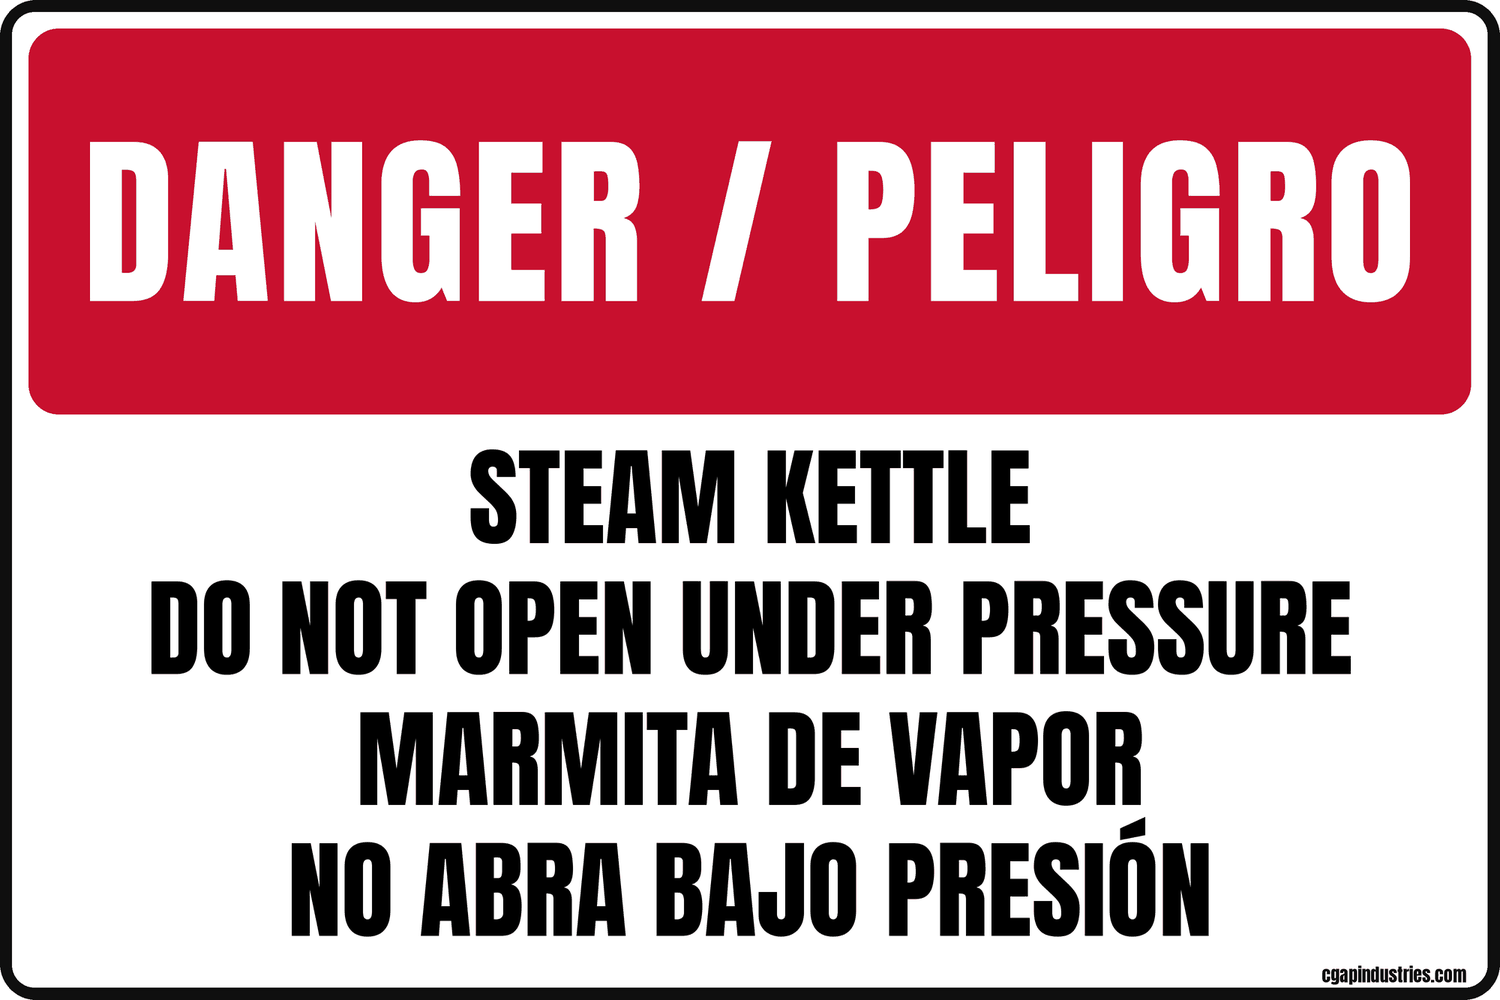 DANGER / PELIGRO
STEAM KETTLE
DO NOT OPEN UNDER PRESSURE
MARMITA DE VAPOR
NO ABRA BAJO PRESIÓN
cgapindustries.com